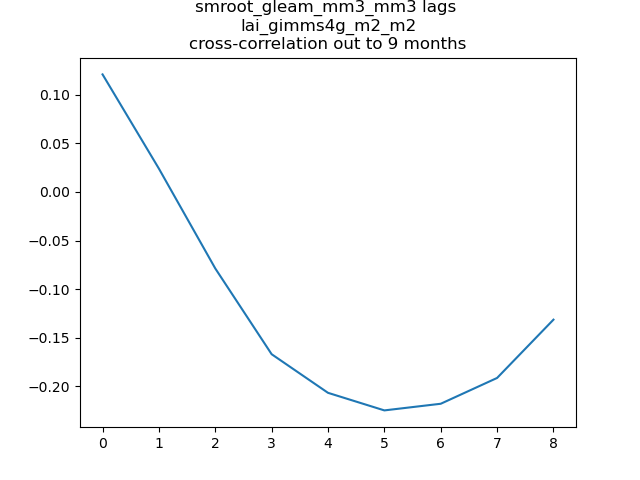 smroot_gleam_mm3_mm3 lags
lai_gimms4g_m2_m2
cross-correlation out to 9 months
0.10
0.05
0.00
−0.05
−0.10
−0.15
−0.20
0 1 2 3 4 5 6 7 8